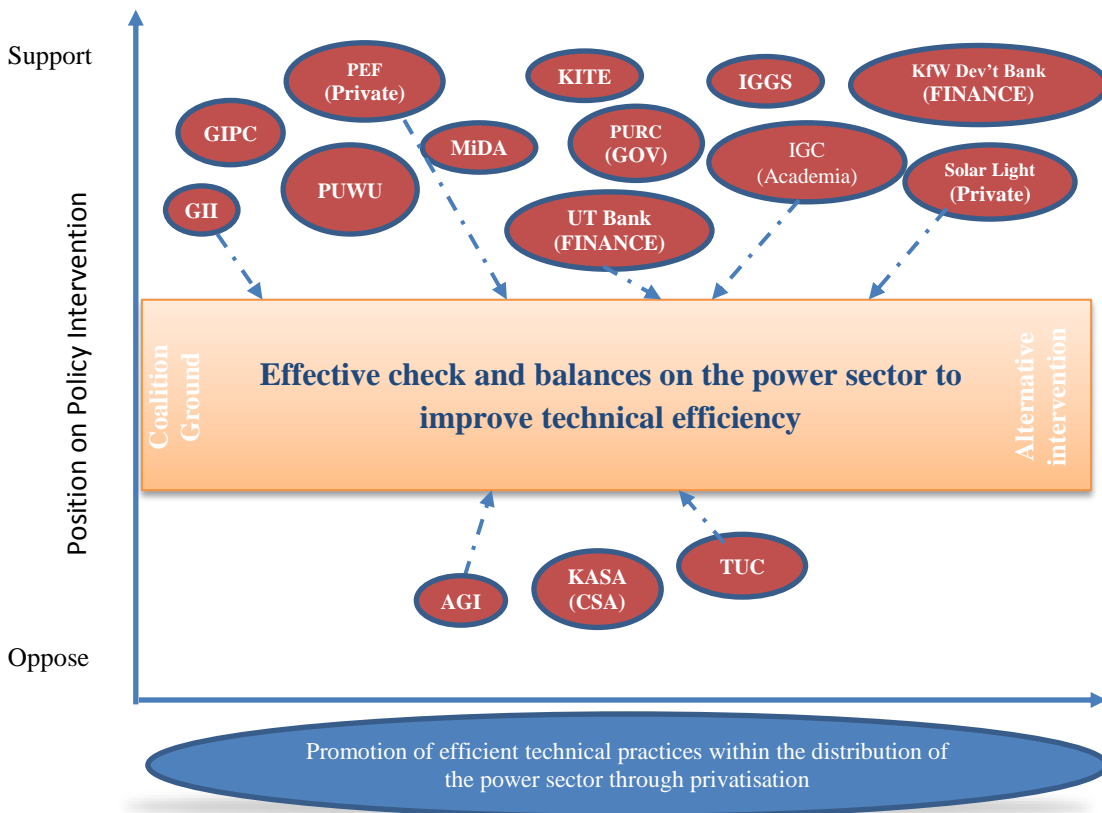 Support
PEF
(Private)
KITE
IGGS
KfW Dev't Bank
(FINANCE)
GIPC
MiDA
PURC
(GOV)
IGC
(Academia)
Solar Light
(Private)
GII
PUWU
UT Bank
(FINANCE)
Position on Policy Intervention
Coalition
Ground
Effective check and balances on the power sector to
improve technical efficiency
Alternative
intervention
AGI
KASA
(CSA)
TUC
Oppose
Promotion of efficient technical practices within the distribution of
the power sector through privatisation